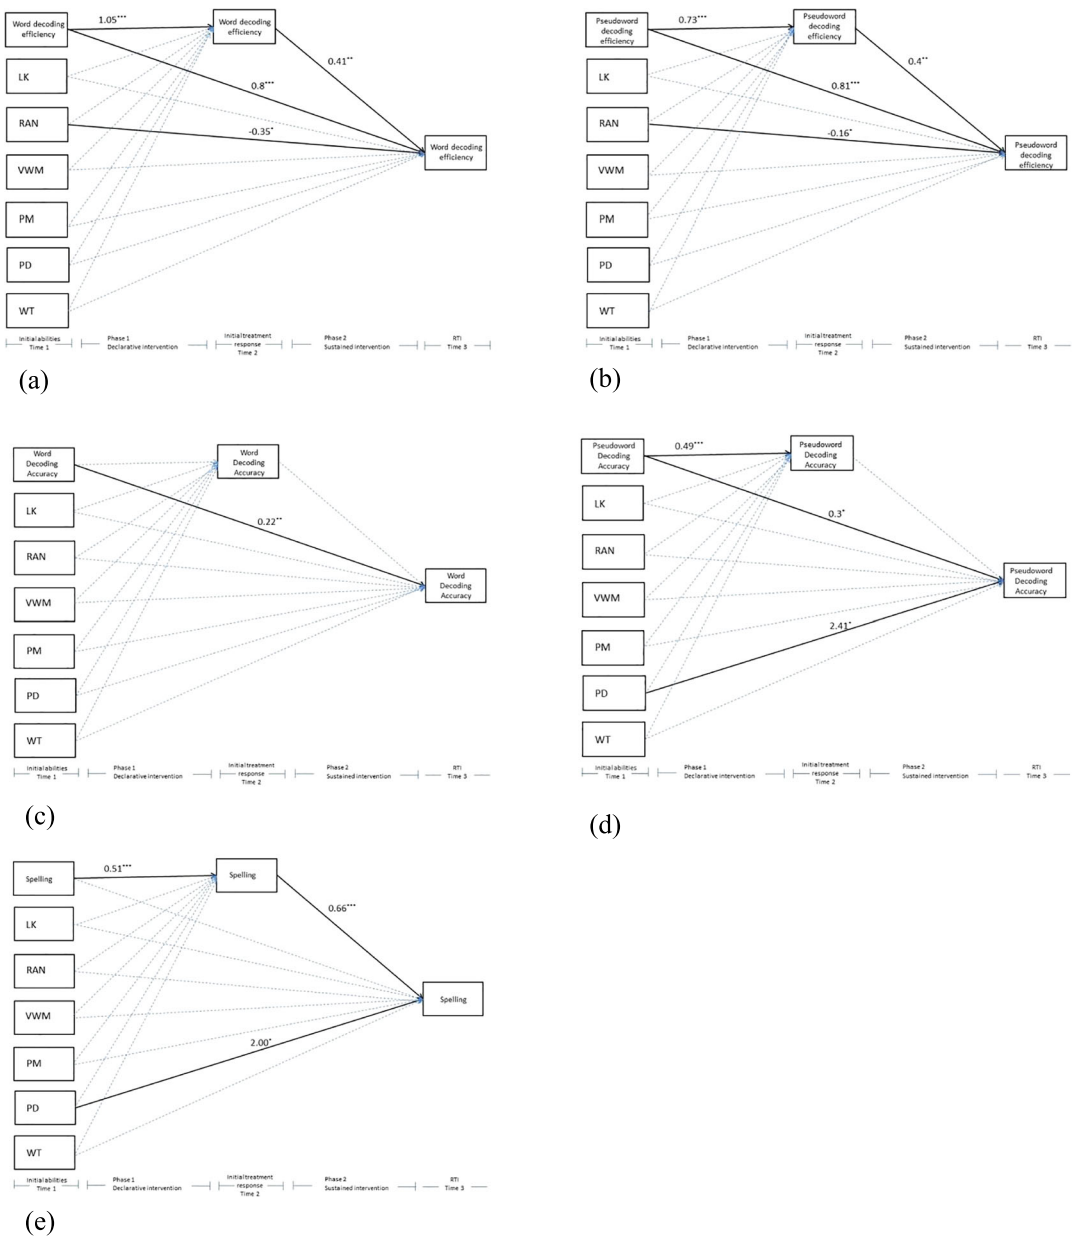 Word decoding
efficiency
1.05***
Word decoding
efficiency
LK
0.41**
0.8***
RAN
-0.35*
Word decoding
efficiency
VWM
PM
PD
WT
Initial abilities
Time 1
Phase 1
Declarative intervention
Initial treatment
response
Time 2
Phase 2
Sustained intervention
RTI
Time 3
(a)
Pseudoword
decoding
efficiency
0.73***
Pseudoword
decoding
efficiency
LK
0.4**
0.81***
RAN
-0.16*
Pseudoword
decoding
efficiency
VWM
PM
PD
WT
Initial abilities
Time 1
Phase 1
Declarative intervention
Initial treatment
response
Time 2
Phase 2
Sustained intervention
RTI
Time 3
(b)
Word
Decoding
Accuracy
Word
Decoding
Accuracy
LK
0.22**
RAN
Word
Decoding
Accuracy
VWM
PM
PD
WT
Initial abilities
Time 1
Phase 1
Declarative intervention
Initial treatment
response
Time 2
Phase 2
Sustained intervention
RTI
Time 3
(c)
Pseudoword
Decoding
Accuracy
0.49***
Pseudoword
Decoding
Accuracy
LK
0.3*
RAN
Pseudoword
Decoding
Accuracy
VWM
2.41*
PM
PD
WT
Initial abilities
Time 1
Phase 1
Declarative intervention
Initial treatment
response
Time 2
Phase 2
Sustained intervention
RTI
Time 3
(d)
Spelling
0.51***
Spelling
LK
0.66***
RAN
Spelling
VWM
2.00*
PM
PD
WT
Initial abilities
Time 1
Phase 1
Declarative intervention
Initial treatment
response
Time 2
Phase 2
Sustained intervention
RTI
Time 3
(e)